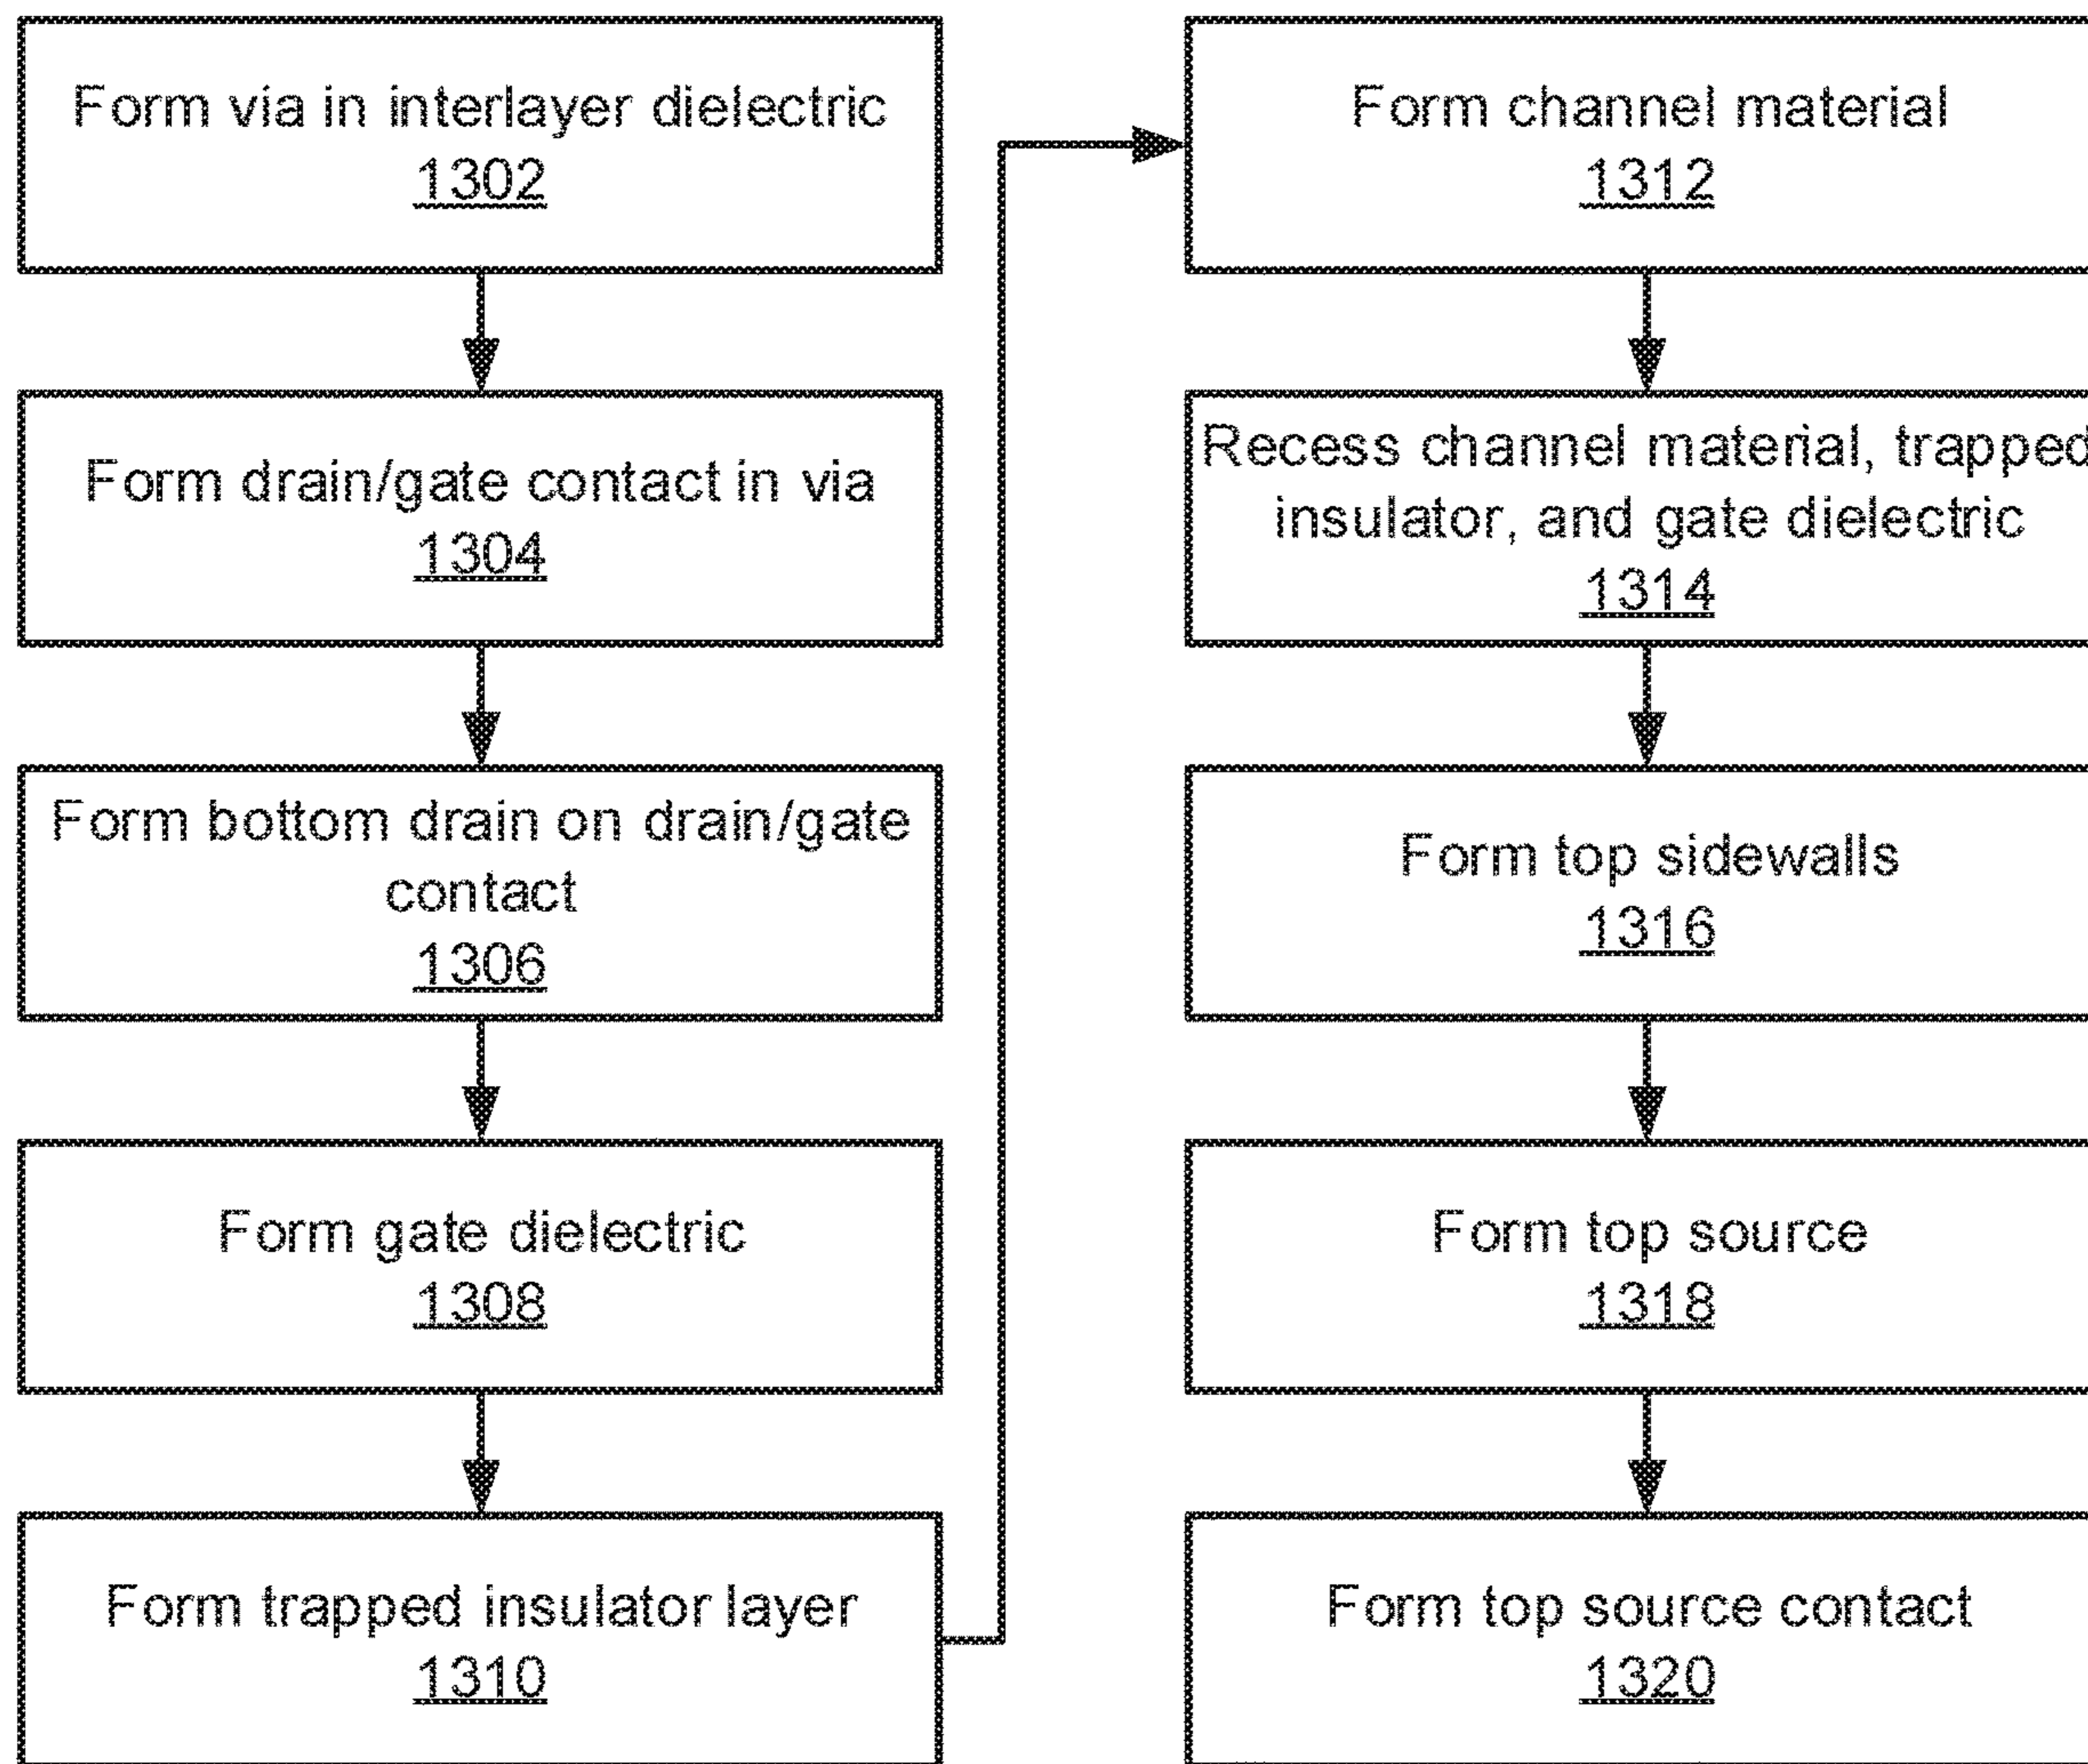 Form via in interlayer dielectric
1302
Form drain/gate contact in via
1304
Form bottom drain on drain/gate
contact
1306
Form gate dielectric
1308
Form trapped insulator layer
1310
Form channel material
1312
Recess channel material, trapped
insulator, and gate dielectric
1314
Form top sidewalls
1316
Form top source
1318
Form top source contact
1320